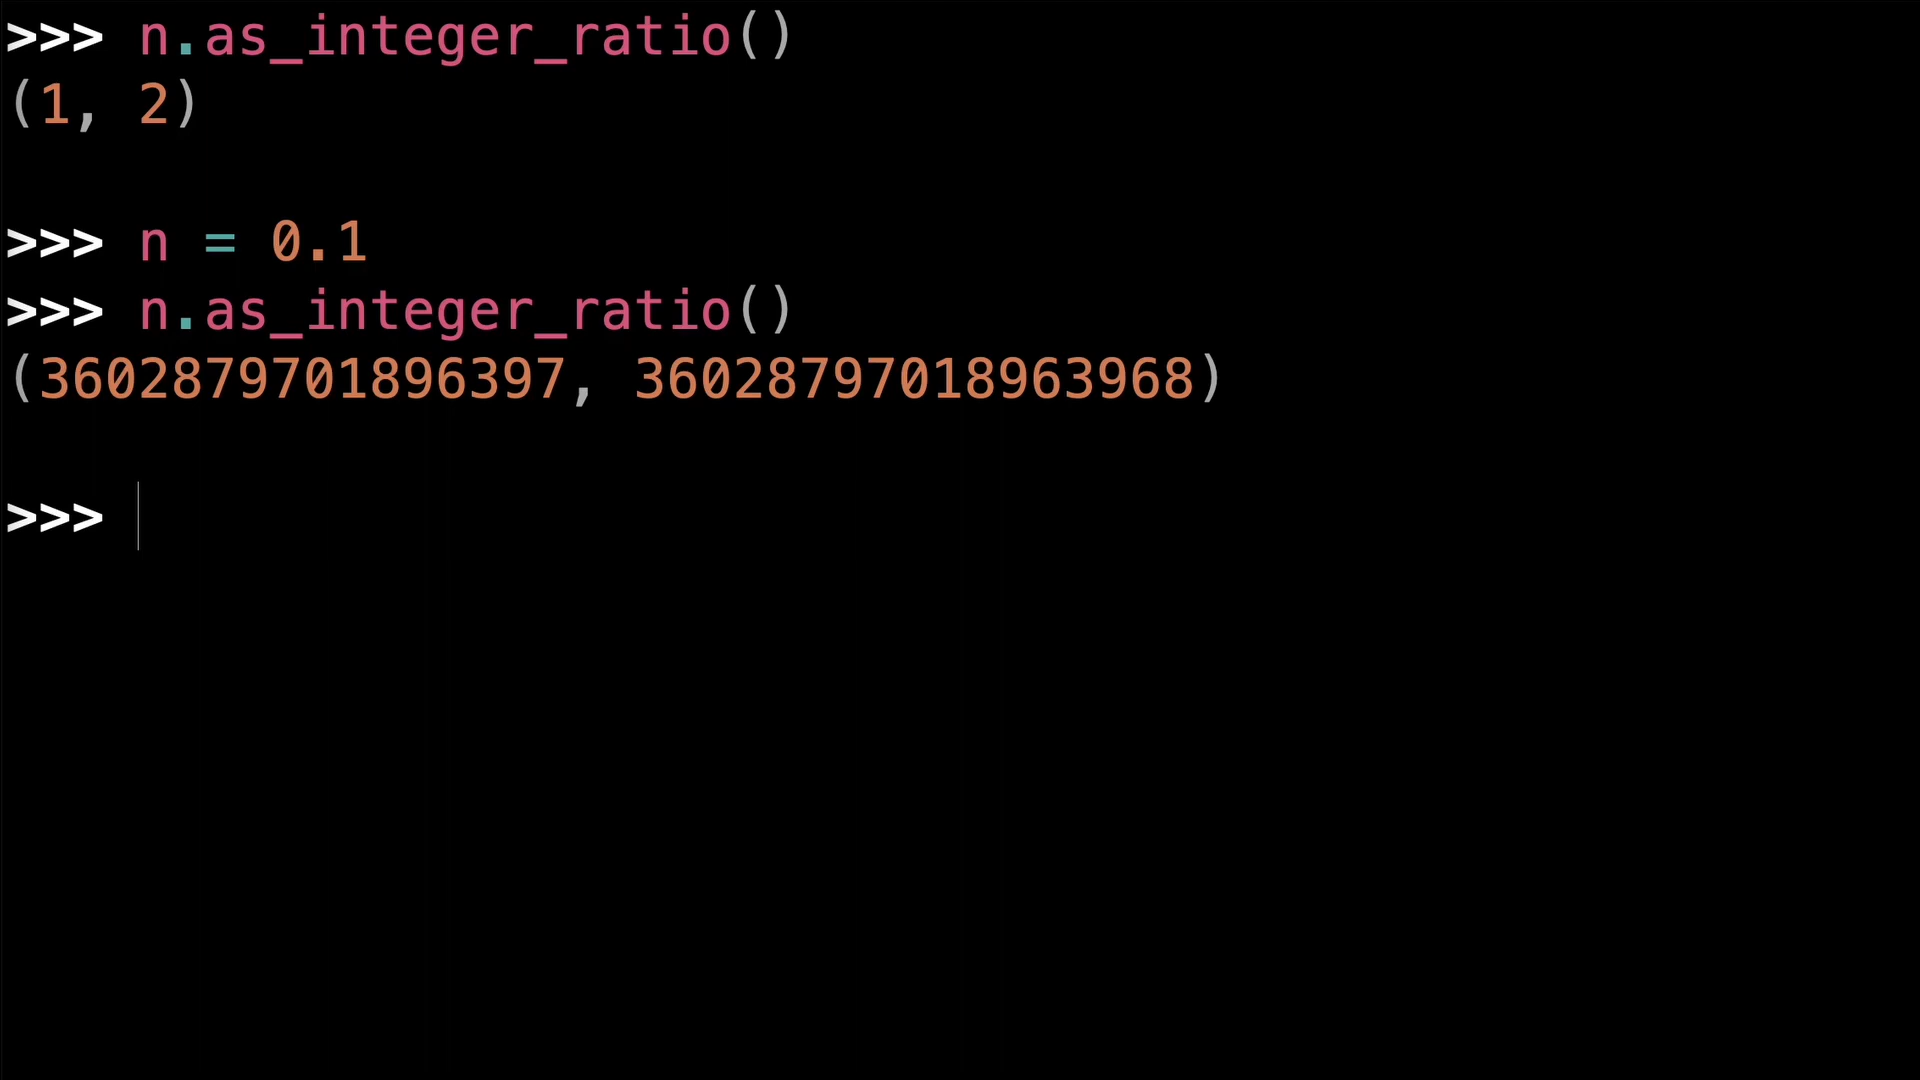 >>> n.as_integer_ratio()
(1, 2)
>>> n = 0.1
>>> n.as_integer_ratio()
(3602879701896397, 36028797018963968)
>>>